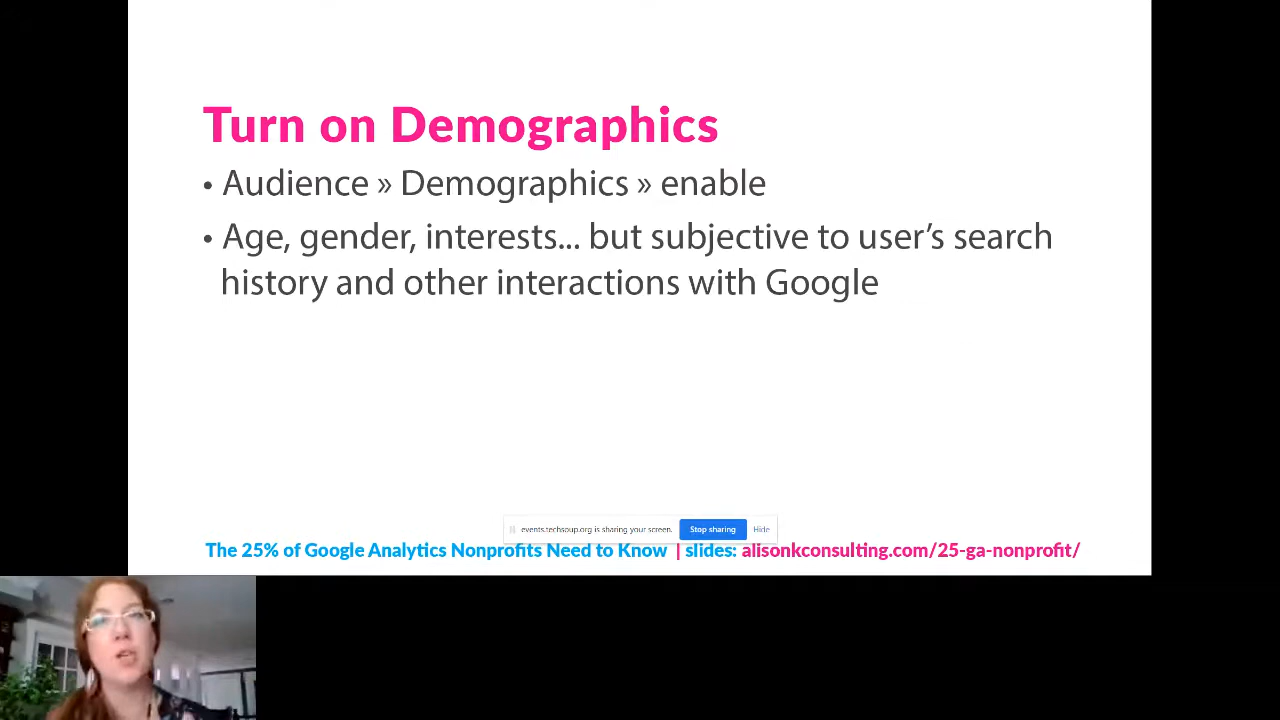 Turn on Demographics
• Audience » Demographics » enable
• Age, gender, interests... but subjective to user’s search
history and other interactions with Google
events.techsoup.org is sharing your screen. Stop sharing Hide
The 25% of Google Analytics Nonprofits Need to Know | slides: alisonkconsulting.com/25-ga-nonprofit/